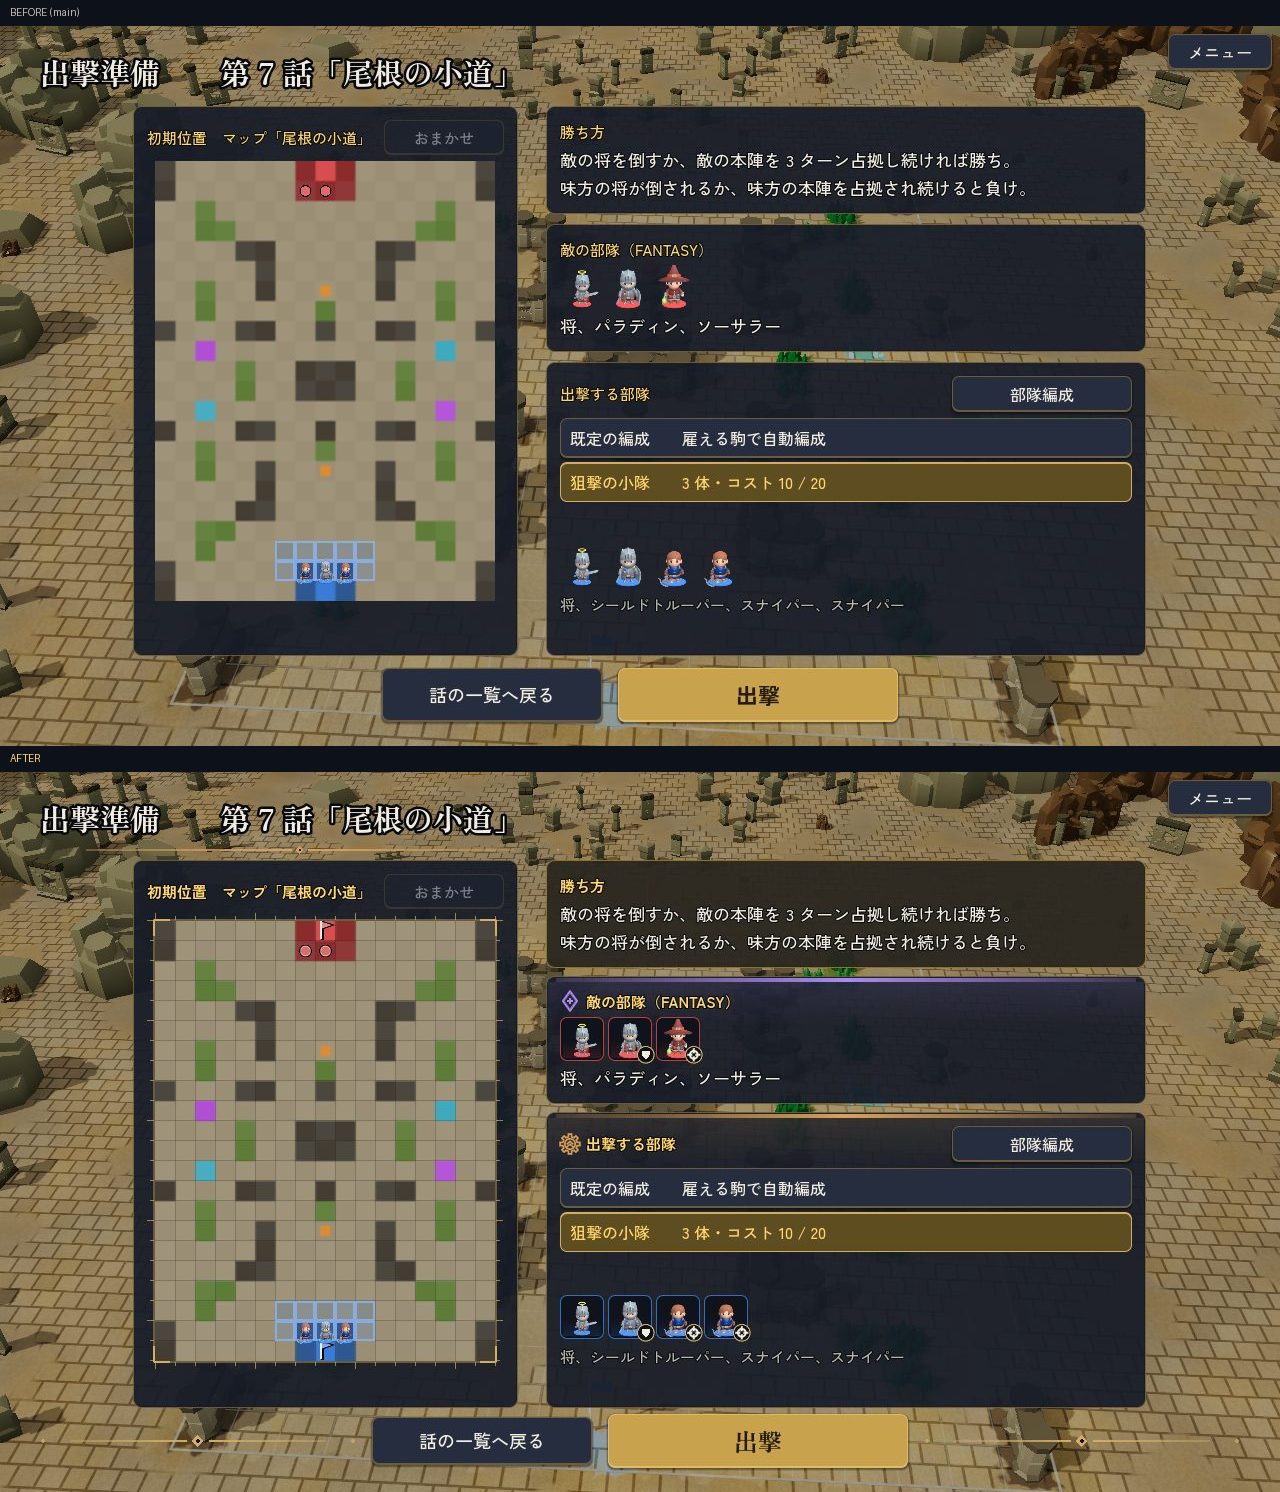 BEFORE (main)
出撃準備　　第７話「尾根の小道」
メニュー
初期位置　マップ「尾根の小道」
おまかせ
勝ち方
敵の将を倒すか、敵の本陣を 3 ターン占拠し続ければ勝ち。
味方の将が倒されるか、味方の本陣を占拠され続けると負け。
敵の部隊（FANTASY）
将、パラディン、ソーサラー
出撃する部隊
部隊編成
既定の編成　　雇える駒で自動編成
狙撃の小隊　　3 体・コスト 10 / 20
将、シールドトルーパー、スナイパー、スナイパー
話の一覧へ戻る
出撃
AFTER
出撃準備　　第７話「尾根の小道」
メニュー
初期位置　マップ「尾根の小道」
おまかせ
勝ち方
敵の将を倒すか、敵の本陣を 3 ターン占拠し続ければ勝ち。
味方の将が倒されるか、味方の本陣を占拠され続けると負け。
敵の部隊（FANTASY）
将、パラディン、ソーサラー
出撃する部隊
部隊編成
既定の編成　　雇える駒で自動編成
狙撃の小隊　　3 体・コスト 10 / 20
将、シールドトルーパー、スナイパー、スナイパー
話の一覧へ戻る
出撃